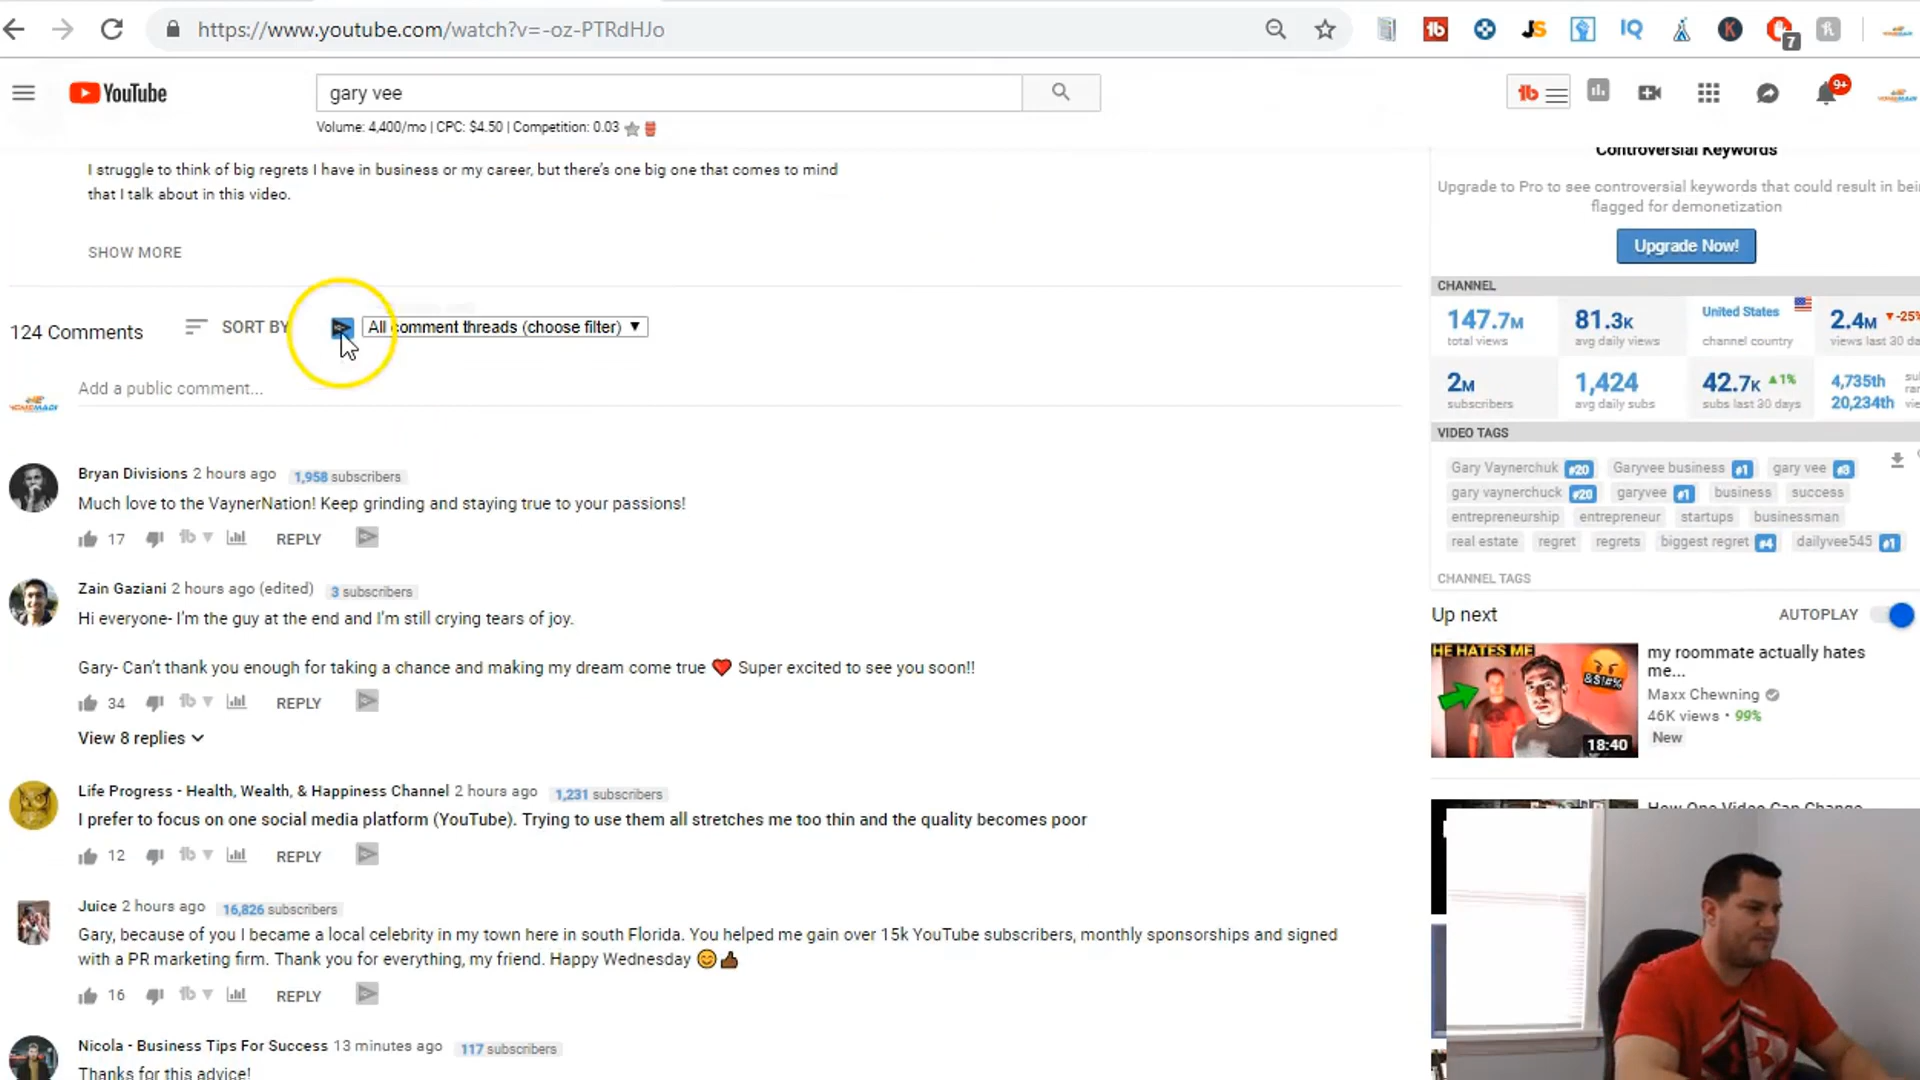 https://www.youtube.com/watch?v=-oz-PTRdHJo
JS
IQ
K
7
YouTube
gary vee
9+
Volume: 4,400/mo | CPC: $4.50 | Competition: 0.03
I struggle to think of big regrets I have in business or my career, but there's one big one that comes to mind
that I talk about in this video.
SHOW MORE
124 Comments
SORT BY
All comment threads (choose filter) ▼
Add a public comment...
Bryan Divisions 2 hours ago 1,958 subscribers
Much love to the VaynerNation! Keep grinding and staying true to your passions!
17 REPLY
Zain Gaziani 2 hours ago (edited) 3 subscribers
Hi everyone- I'm the guy at the end and I'm still crying tears of joy.
Gary- Can't thank you enough for taking a chance and making my dream come true ❤ Super excited to see you soon!!
34 REPLY
View 8 replies
Life Progress - Health, Wealth, & Happiness Channel 2 hours ago 1,231 subscribers
I prefer to focus on one social media platform (YouTube). Trying to use them all stretches me too thin and the quality becomes poor
12 REPLY
Juice 2 hours ago 16,826 subscribers
Gary, because of you I became a local celebrity in my town here in south Florida. You helped me gain over 15k YouTube subscribers, monthly sponsorships and signed
with a PR marketing firm. Thank you for everything, my friend. Happy Wednesday 😊👍🏾
16 REPLY
Nicola - Business Tips For Success 13 minutes ago 117 subscribers
Thanks for this advice!
Controversial Keywords
Upgrade to Pro to see controversial keywords that could result in
flagged for demonetization
Upgrade Now!
CHANNEL
147.7M total views
81.3K avg daily views
United States channel country
2.4M ▼-25% views last 30
2M subscribers
1,424 avg daily subs
42.7K ▲1% subs last 30 days
4,735th
20,234th
VIDEO TAGS
Gary Vaynerchuk #20 Garyvee business #1 gary vee #3
gary vaynerchuck #20 garyvee #1 business success
entrepreneurship entrepreneur startups businessman
real estate regret regrets biggest regret #4 dailyvee545 #1
CHANNEL TAGS
Up next AUTOPLAY
HE HATES ME
&$!#%
18:40
my roommate actually hates
me...
Maxx Chewning
46K views • 99%
New
How One Video Can Change